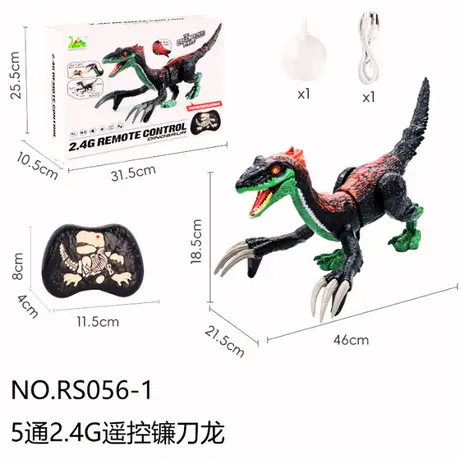 25.5cm
2.4G REMOTE CONTROL
DINOSAUR
10.5cm
31.5cm
x1
x1
8cm
4cm
11.5cm
18.5cm
21.5cm
46cm
NO.RS056-1
5通2.4G遥控镰刀龙